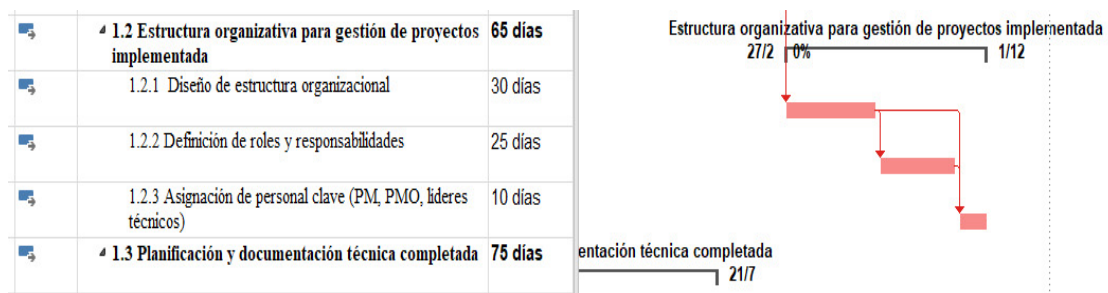 1.2 Estructura organizativa para gestión de proyectos
implementada
65 días
1.2.1 Diseño de estructura organizacional
30 días
1.2.2 Definición de roles y responsabilidades
25 días
1.2.3 Asignación de personal clave (PM, PMO, líderes
técnicos)
10 días
1.3 Planificación y documentación técnica completada
75 días
Estructura organizativa para gestión de proyectos implementada
27/2 0% 1/12
entación técnica completada
21/7